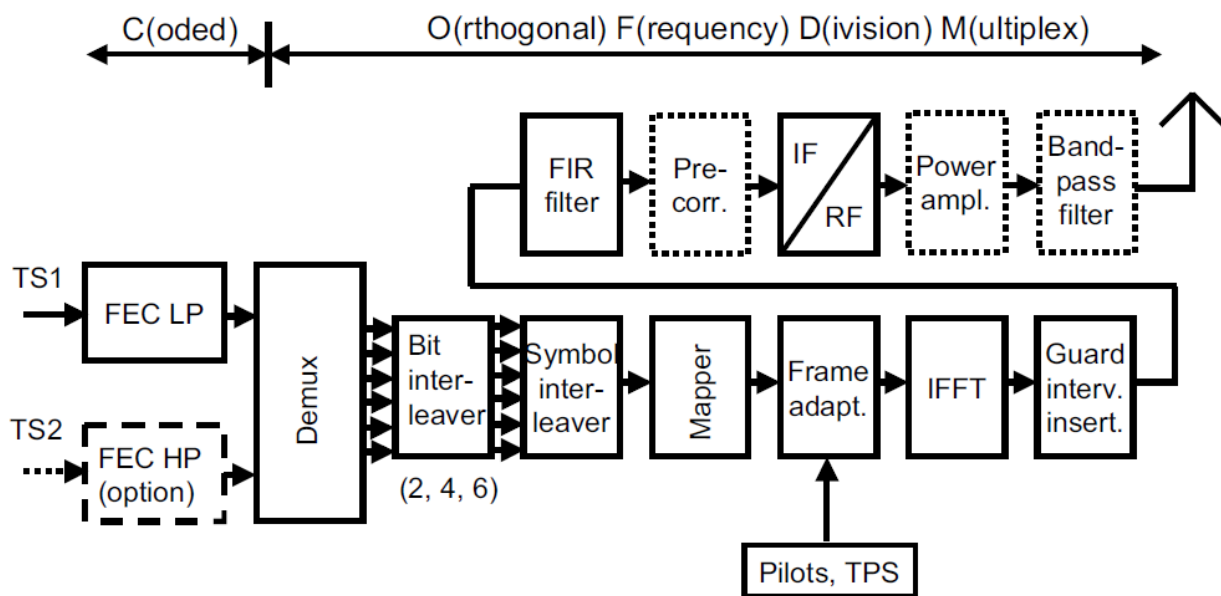 C(oded)
O(rthogonal) F(requency) D(ivision) M(ultiplex)
FIR
filter
Pre-
corr.
IF
RF
Power
ampl.
Band-
pass
filter
TS1
FEC LP
TS2
FEC HP
(option)
Demux
Bit
inter-
leaver
(2, 4, 6)
Symbol
inter-
leaver
Mapper
Frame
adapt.
IFFT
Guard
interv.
insert.
Pilots, TPS